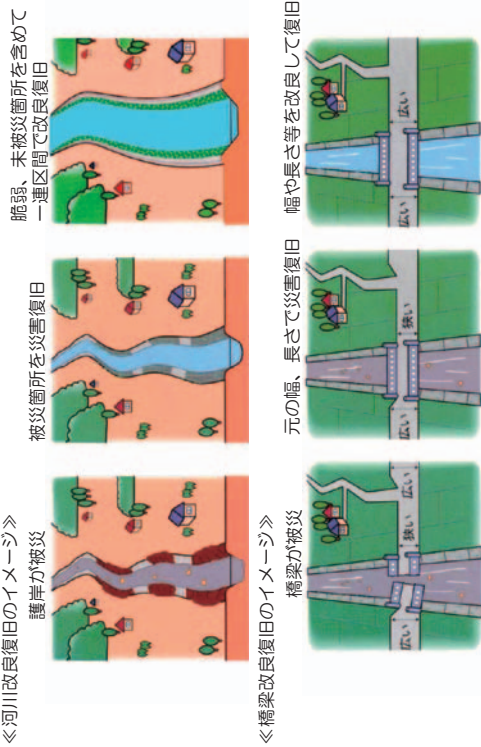 ≪河川改良復旧のイメージ≫
護岸が被災
被災箇所を災害復旧
脆弱、未被災箇所を含めて
一連区間で改良復旧
≪橋梁改良復旧のイメージ≫
橋梁が被災
広い
狭い
広い
元の幅、長さで災害復旧
広い
狭い
幅や長さ等を改良して復旧
広い
広い